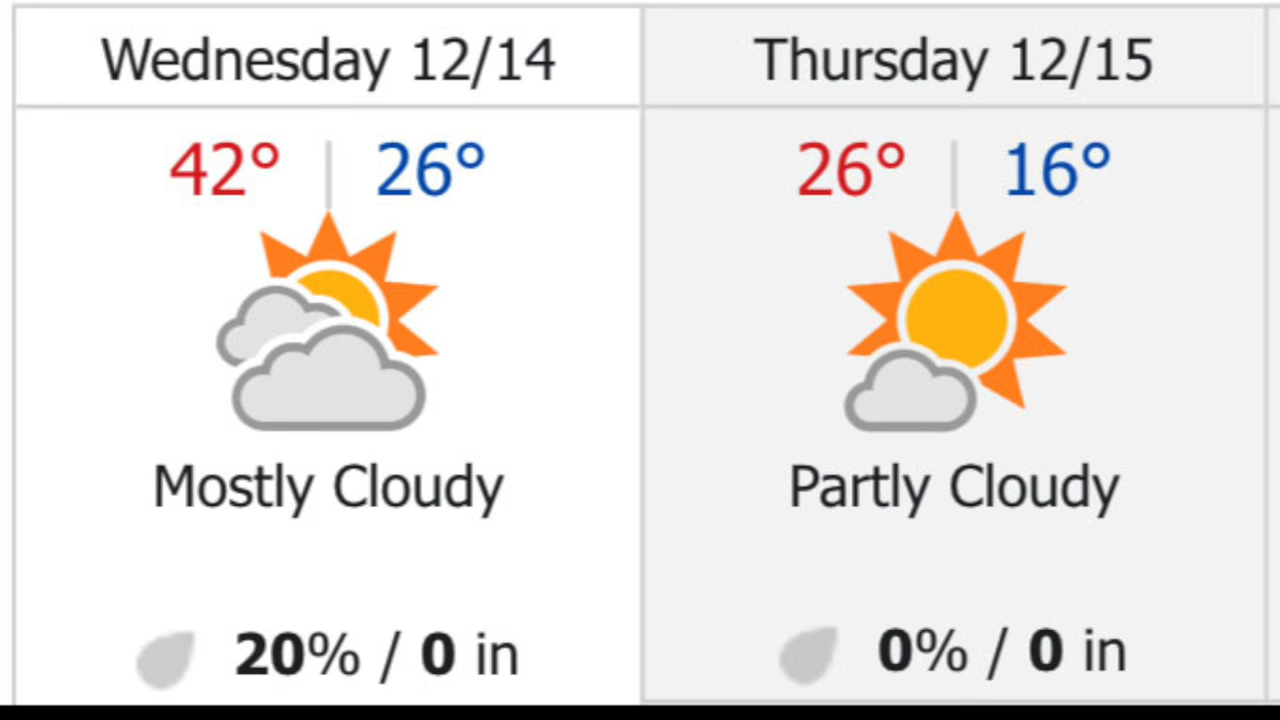 Wednesday 12/14
42° 26°
Mostly Cloudy
20% / 0 in
Thursday 12/15
26° 16°
Partly Cloudy
0% / 0 in